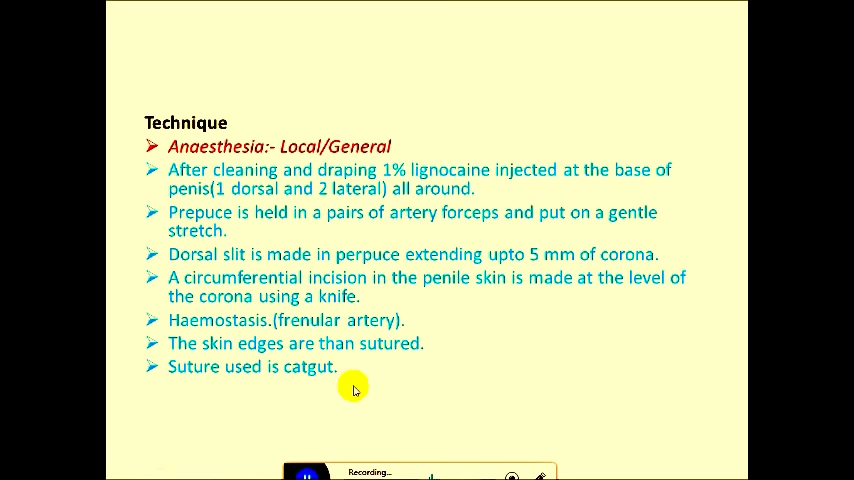 Technique
Anaesthesia:- Local/General
After cleaning and draping 1% lignocaine injected at the base of
penis(1 dorsal and 2 lateral) all around.
Prepuce is held in a pairs of artery forceps and put on a gentle
stretch.
Dorsal slit is made in perpuce extending upto 5 mm of corona.
A circumferential incision in the penile skin is made at the level of
the corona using a knife.
Haemostasis.(frenular artery).
The skin edges are than sutured.
Suture used is catgut.
Recording...